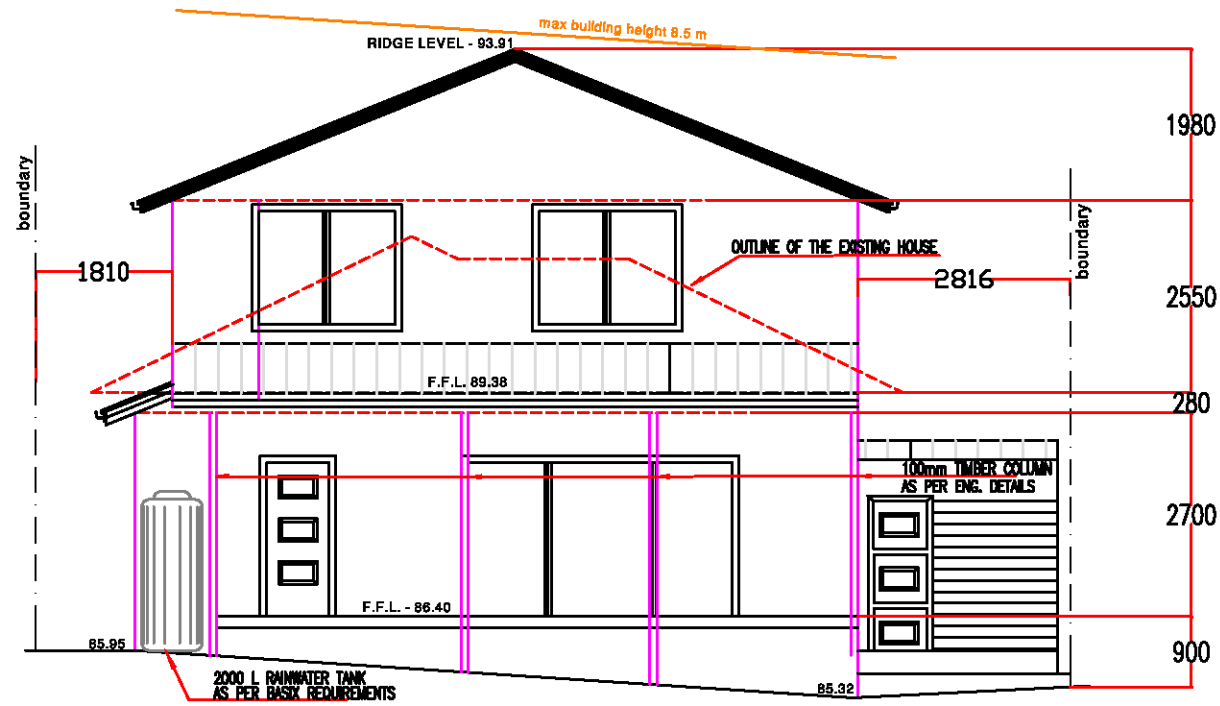 max building height 8.5 m
RIDGE LEVEL - 93.91
1980
boundary
boundary
OUTLINE OF THE EXISTING HOUSE
1810
2816
2550
F.F.L. 89.38
280
100mm TIMBER COLUMN
AS PER ENG. DETAILS
2700
F.F.L. - 86.40
85.95
900
2000 L RAINWATER TANK
AS PER BASIX REQUIREMENTS
85.32